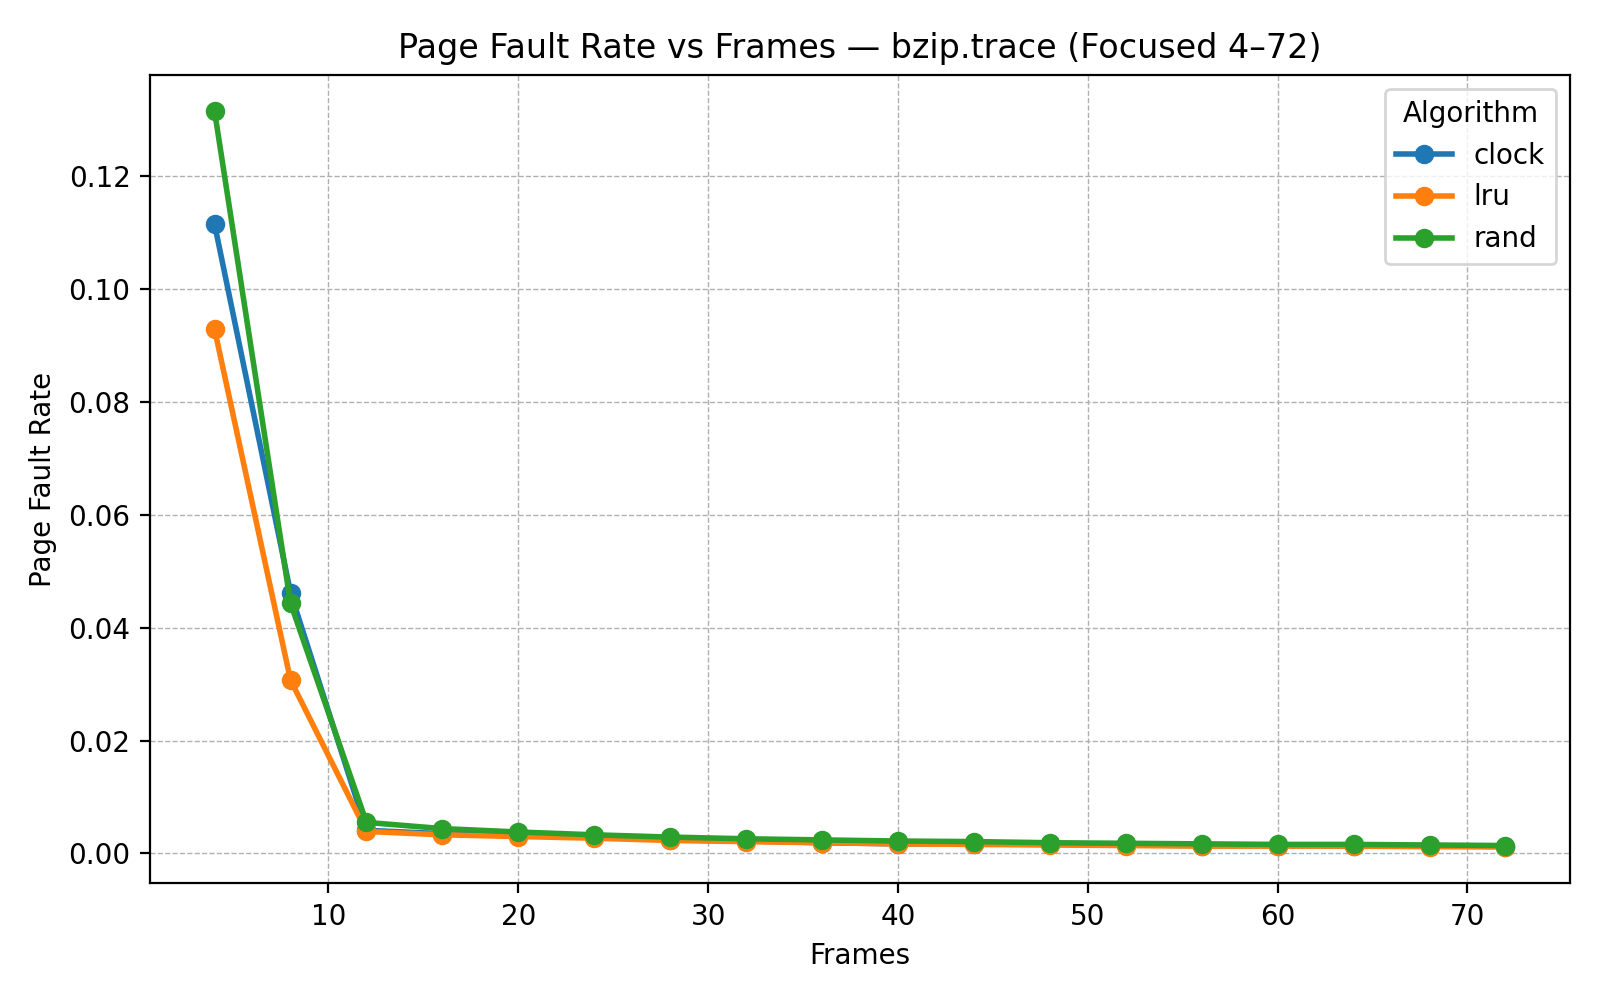 Page Fault Rate vs Frames — bzip.trace (Focused 4–72)
Algorithm
clock
lru
rand
Page Fault Rate
0.12
0.10
0.08
0.06
0.04
0.02
0.00
10 20 30 40 50 60 70
Frames